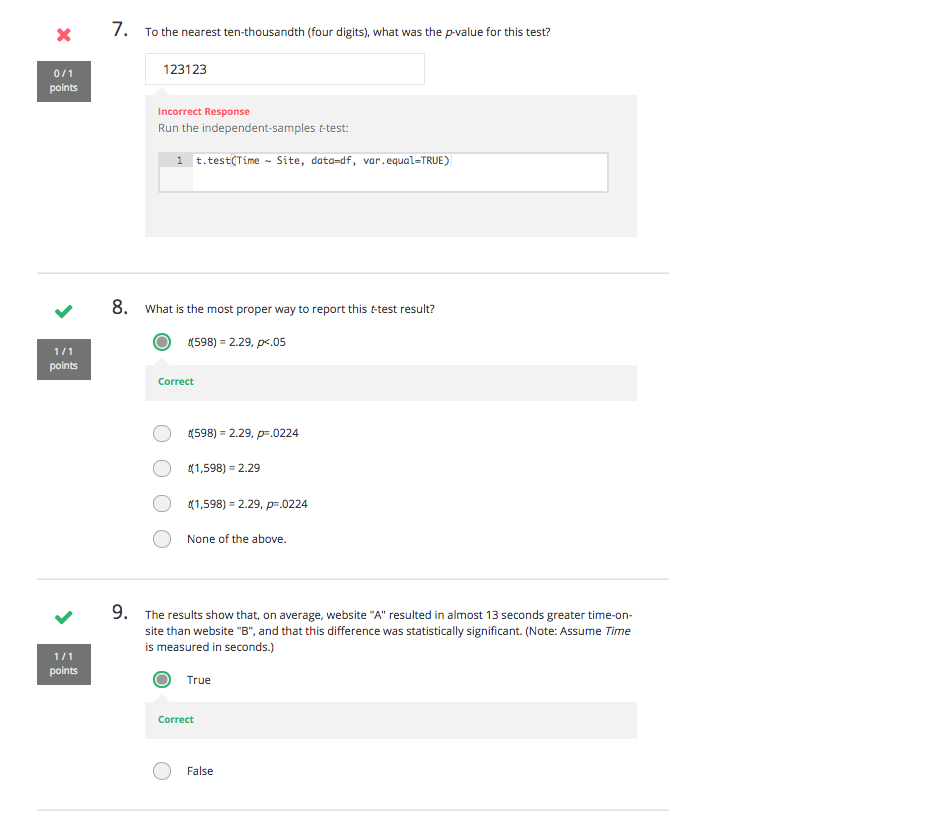 7. To the nearest ten-thousandth (four digits), what was the p-value for this test?
0 / 1
points
123123
Incorrect Response
Run the independent-samples t-test:
1 t.test(Time ~ Site, data=df, var.equal=TRUE)
8. What is the most proper way to report this t-test result?
1 / 1
points
t(598) = 2.29, p<.05
Correct
t(598) = 2.29, p=.0224
t(1,598) = 2.29
t(1,598) = 2.29, p=.0224
None of the above.
9. The results show that, on average, website "A" resulted in almost 13 seconds greater time-on-
site than website "B", and that this difference was statistically significant. (Note: Assume Time
is measured in seconds.)
1 / 1
points
True
Correct
False